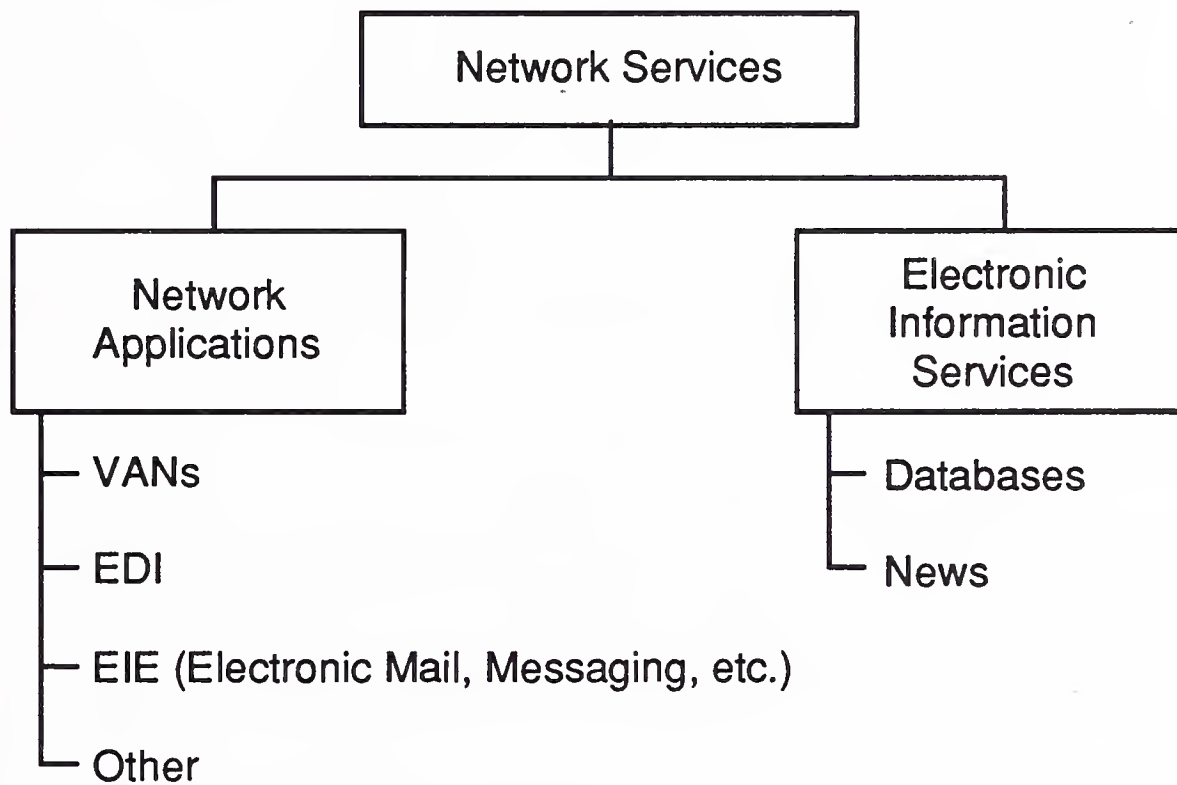 Network Services
Network
Applications
VANs
EDI
EIE (Electronic Mail, Messaging, etc.)
Other
Electronic
Information
Services
Databases
News